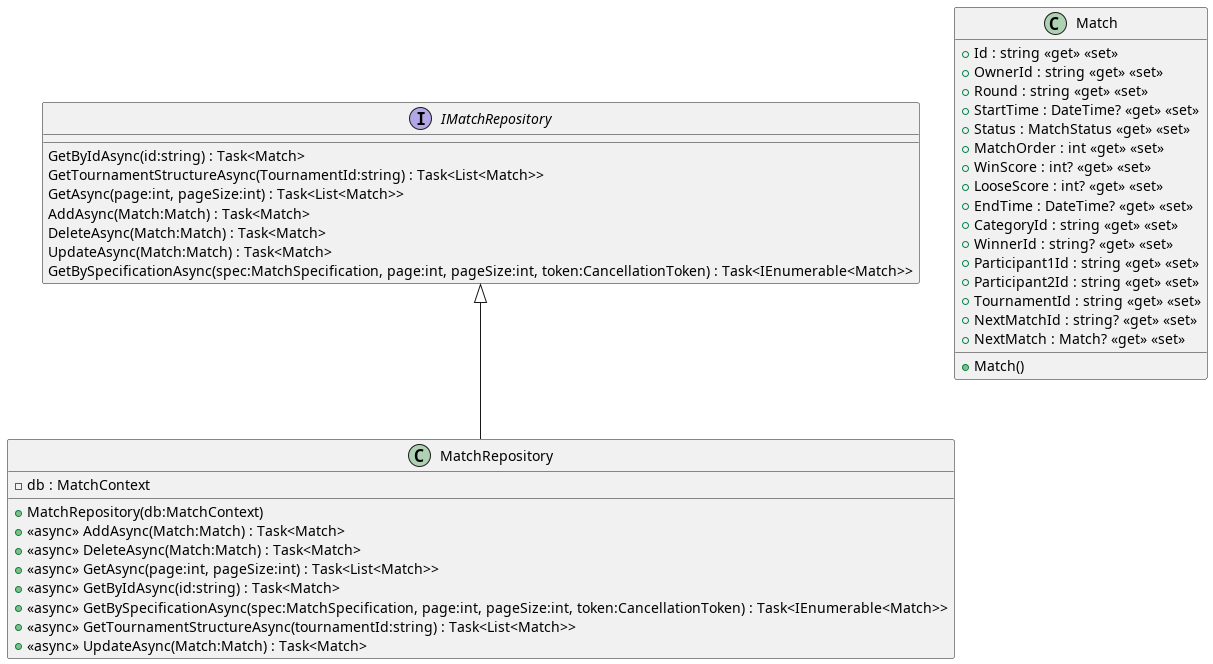 I IMatchRepository
GetByIdAsync(id:string) : Task<Match>
GetTournamentStructureAsync(TournamentId:string) : Task<List<Match>>
GetAsync(page:int, pageSize:int) : Task<List<Match>>
AddAsync(Match:Match) : Task<Match>
DeleteAsync(Match:Match) : Task<Match>
UpdateAsync(Match:Match) : Task<Match>
GetBySpecificationAsync(spec:MatchSpecification, page:int, pageSize:int, token:CancellationToken) : Task<IEnumerable<Match>>
C Match
Id : string «get» «set»
OwnerId : string «get» «set»
Round : string «get» «set»
StartTime : DateTime? «get» «set»
Status : MatchStatus «get» «set»
MatchOrder : int «get» «set»
WinScore : int? «get» «set»
LooseScore : int? «get» «set»
EndTime : DateTime? «get» «set»
CategoryId : string «get» «set»
WinnerId : string? «get» «set»
Participant1Id : string «get» «set»
Participant2Id : string «get» «set»
TournamentId : string «get» «set»
NextMatchId : string? «get» «set»
NextMatch : Match? «get» «set»
Match()
C MatchRepository
db : MatchContext
MatchRepository(db:MatchContext)
«async» AddAsync(Match:Match) : Task<Match>
«async» DeleteAsync(Match:Match) : Task<Match>
«async» GetAsync(page:int, pageSize:int) : Task<List<Match>>
«async» GetByIdAsync(id:string) : Task<Match>
«async» GetBySpecificationAsync(spec:MatchSpecification, page:int, pageSize:int, token:CancellationToken) : Task<IEnumerable<Match>>
«async» GetTournamentStructureAsync(tournamentId:string) : Task<List<Match>>
«async» UpdateAsync(Match:Match) : Task<Match>